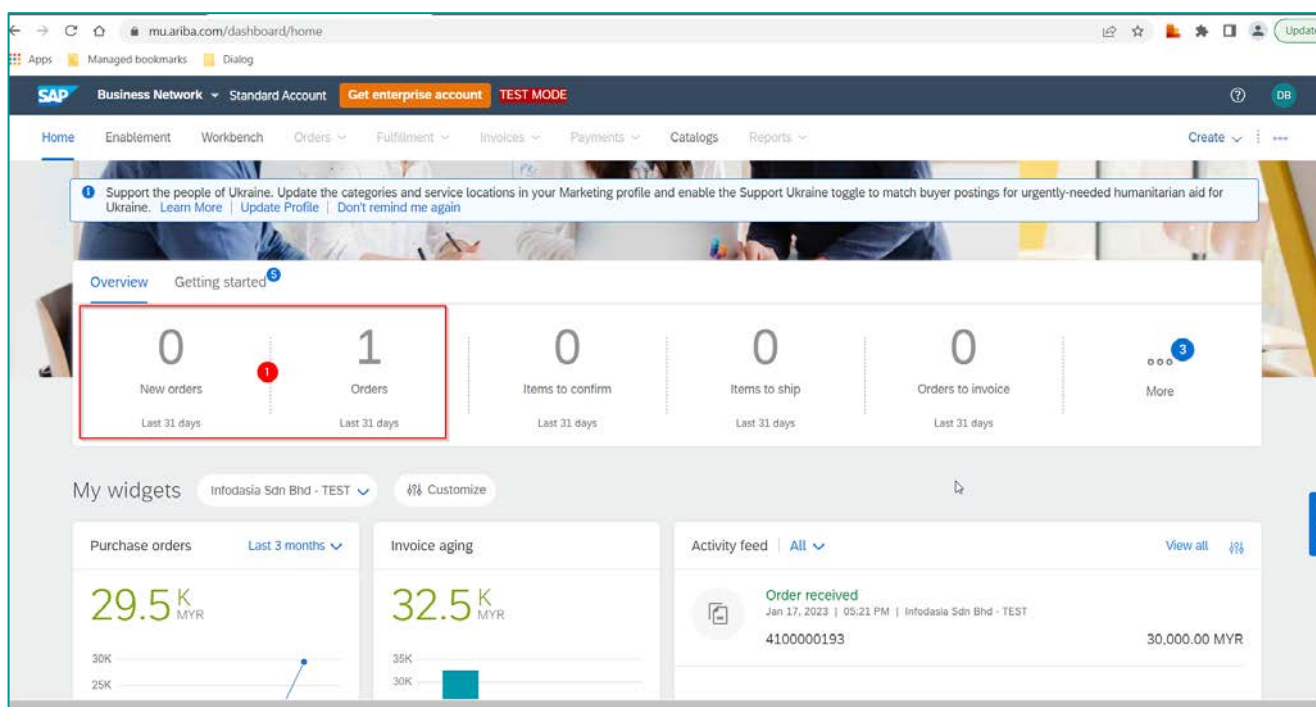 mu.ariba.com/dashboard/home
Update
Apps Managed bookmarks Dialog
SAP Business Network Standard Account Get enterprise account TEST MODE DB
Home Enablement Workbench Orders Fulfillment Invoices Payments Catalogs Reports Create
Support the people of Ukraine. Update the categories and service locations in your Marketing profile and enable the Support Ukraine toggle to match buyer postings for urgently-needed humanitarian aid for
Ukraine. Learn More | Update Profile | Don't remind me again
Overview Getting started 5
0 1 0 0 0 3
1
New orders Orders Items to confirm Items to ship Orders to invoice More
Last 31 days Last 31 days Last 31 days Last 31 days Last 31 days
My widgets Infodasia Sdn Bhd - TEST Customize
Purchase orders Last 3 months Invoice aging Activity feed All View all
29.5 K MYR 32.5 K MYR
Order received
Jan 17, 2023 | 05:21 PM | Infodasia Sdn Bhd - TEST
4100000193 30,000.00 MYR
30K 35K
25K 30K